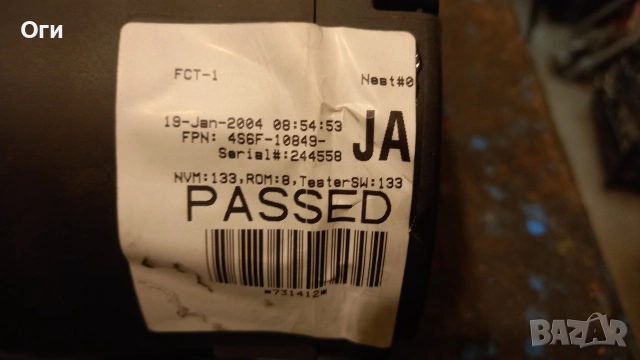 Оги
FCT-1 Nest#0
19-Jan-2004 08:54:53
FPN: 4S6F-10849-
JA
Serial#:244558
NVM:133,ROM:8,TesterSW:133
PASSED
*731412*
BAZAR